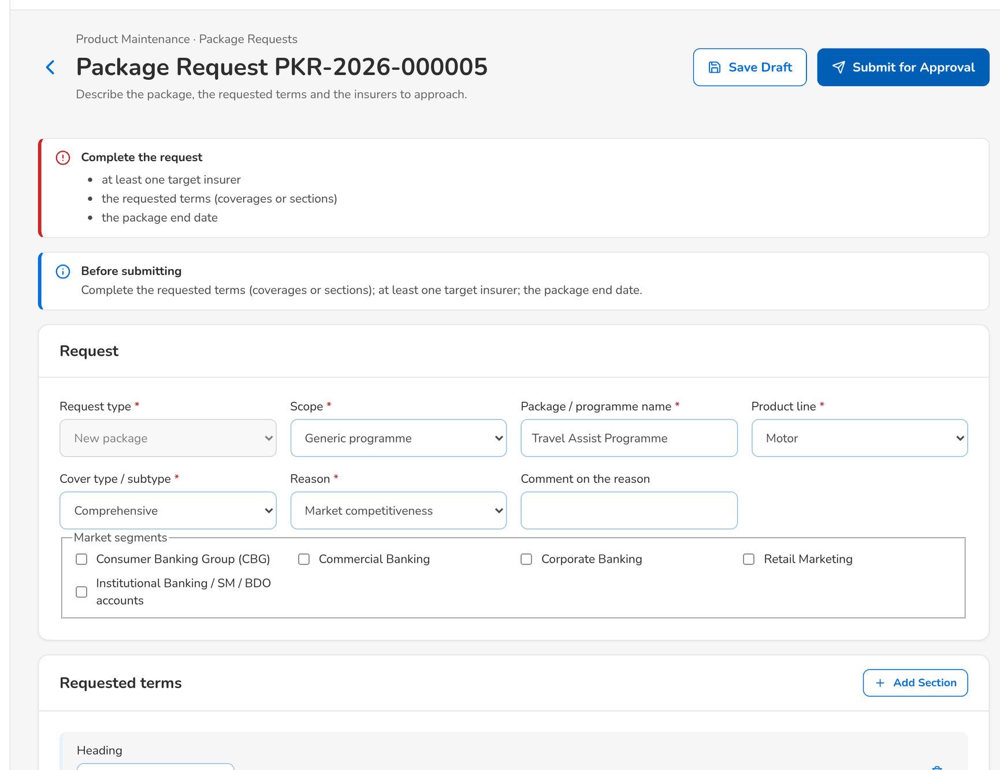 Product Maintenance · Package Requests
Package Request PKR-2026-000005
Describe the package, the requested terms and the insurers to approach.
Save Draft
Submit for Approval
Complete the request
• at least one target insurer
• the requested terms (coverages or sections)
• the package end date
Before submitting
Complete the requested terms (coverages or sections); at least one target insurer; the package end date.
Request
Request type *
Scope *
Package / programme name *
Product line *
New package
Generic programme
Travel Assist Programme
Motor
Cover type / subtype *
Reason *
Comment on the reason
Comprehensive
Market competitiveness
Market segments
Consumer Banking Group (CBG)
Commercial Banking
Corporate Banking
Retail Marketing
Institutional Banking / SM / BDO
accounts
Requested terms
+ Add Section
Heading